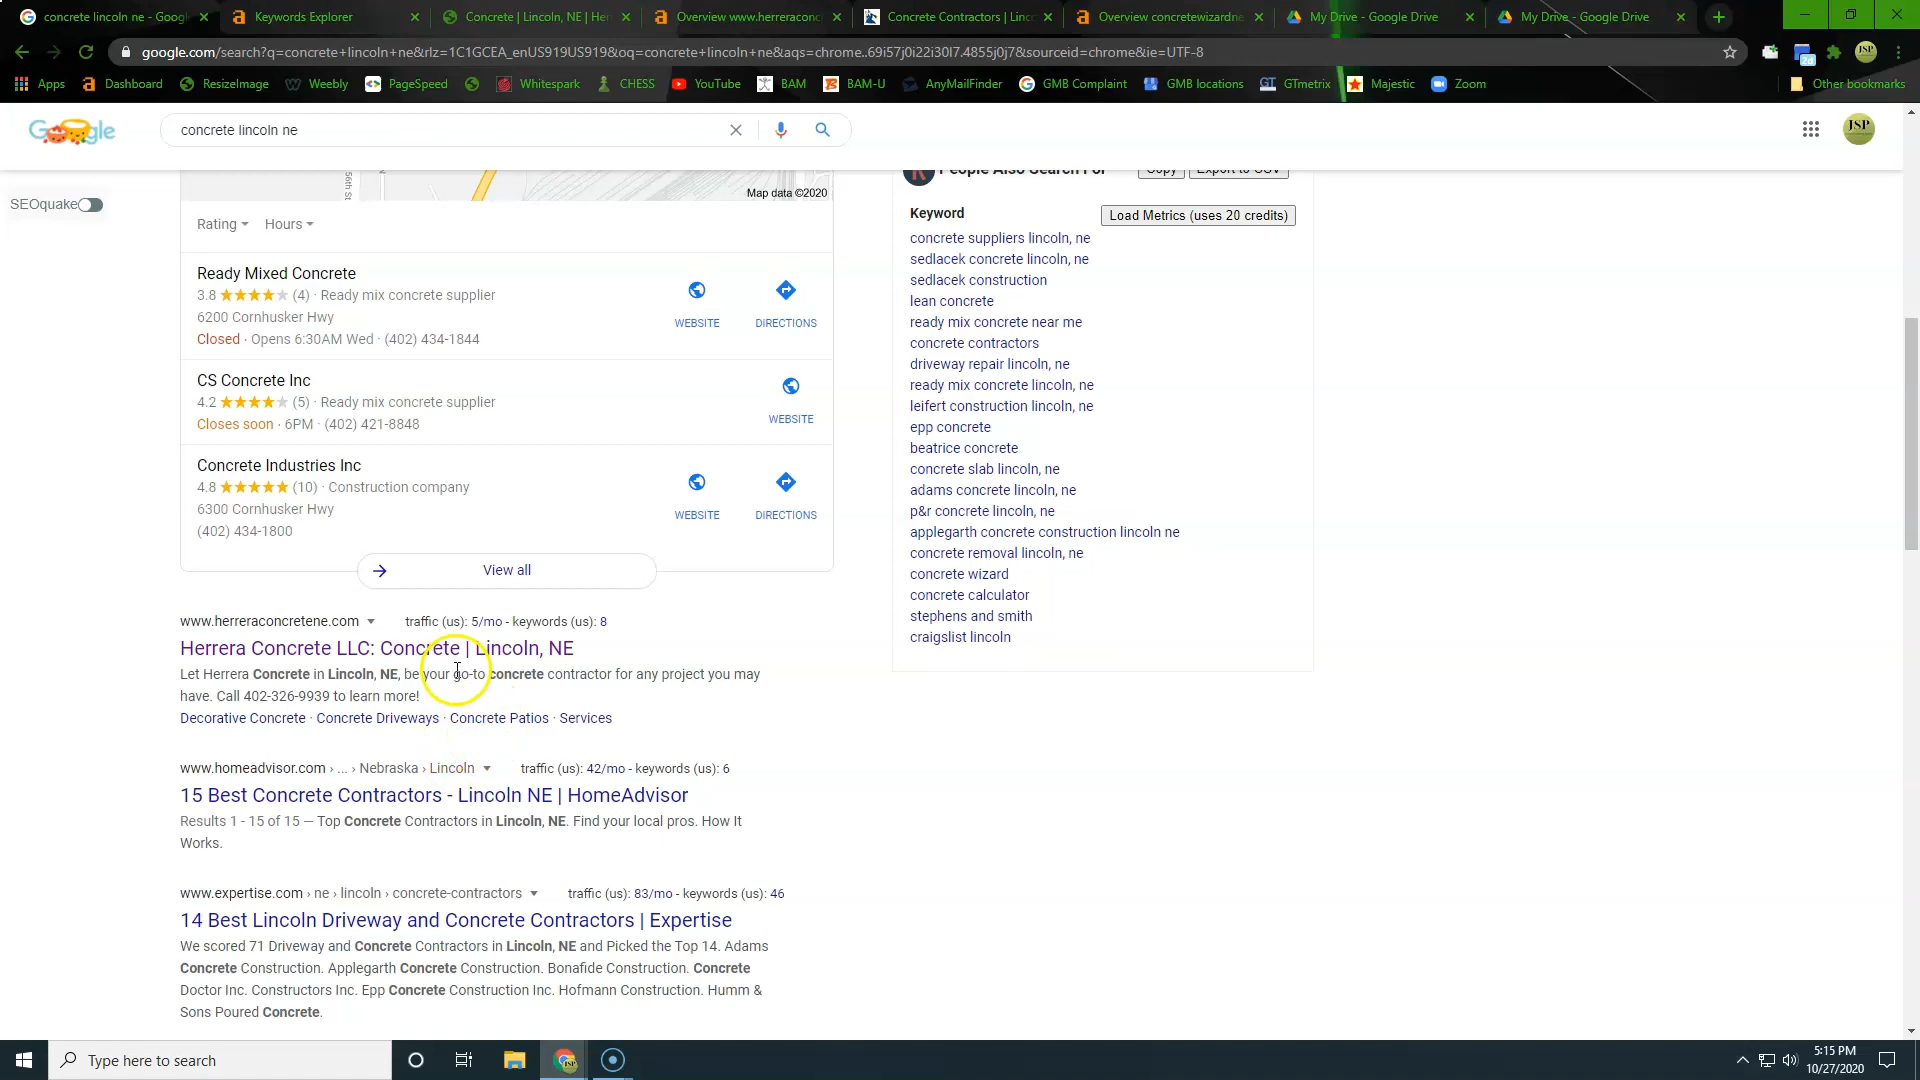 concrete lincoln ne - Goog
Keywords Explorer
Concrete | Lincoln, NE | Her
Overview www.herreraconc
Concrete Contractors | Linc
Overview concretewizardne
My Drive - Google Drive
My Drive - Google Drive
google.com/search?q=concrete+lincoln+ne&rlz=1C1GCEA_enUS919US919&oq=concrete+lincoln+ne&aqs=chrome..69i57j0i22i30l7.4855j0j7&sourceid=chrome&ie=UTF-8
JSP
2d
Apps
Dashboard
ResizeImage
Weebly
PageSpeed
Whitespark
CHESS
YouTube
BAM
BAM-U
AnyMailFinder
GMB Complaint
GMB locations
GTmetrix
Majestic
Zoom
Other bookmarks
Google
concrete lincoln ne
JSP
SEOquake
56th St
Map data ©2020
Rating
Hours
Ready Mixed Concrete
3.8 (4) · Ready mix concrete supplier
6200 Cornhusker Hwy
Closed · Opens 6:30AM Wed · (402) 434-1844
WEBSITE
DIRECTIONS
CS Concrete Inc
4.2 (5) · Ready mix concrete supplier
Closes soon · 6PM · (402) 421-8848
WEBSITE
Concrete Industries Inc
4.8 (10) · Construction company
6300 Cornhusker Hwy
(402) 434-1800
WEBSITE
DIRECTIONS
View all
www.herreraconcretene.com traffic (us): 5/mo - keywords (us): 8
Herrera Concrete LLC: Concrete | Lincoln, NE
Let Herrera Concrete in Lincoln, NE, be your go-to concrete contractor for any project you may
have. Call 402-326-9939 to learn more!
Decorative Concrete · Concrete Driveways · Concrete Patios · Services
www.homeadvisor.com › ... › Nebraska › Lincoln traffic (us): 42/mo - keywords (us): 6
15 Best Concrete Contractors - Lincoln NE | HomeAdvisor
Results 1 - 15 of 15 — Top Concrete Contractors in Lincoln, NE. Find your local pros. How It
Works.
www.expertise.com › ne › lincoln › concrete-contractors traffic (us): 83/mo - keywords (us): 46
14 Best Lincoln Driveway and Concrete Contractors | Expertise
We scored 71 Driveway and Concrete Contractors in Lincoln, NE and Picked the Top 14. Adams
Concrete Construction. Applegarth Concrete Construction. Bonafide Construction. Concrete
Doctor Inc. Constructors Inc. Epp Concrete Construction Inc. Hofmann Construction. Humm &
Sons Poured Concrete.
People Also Search For
Copy
Export to CSV
Keyword
Load Metrics (uses 20 credits)
concrete suppliers lincoln, ne
sedlacek concrete lincoln, ne
sedlacek construction
lean concrete
ready mix concrete near me
concrete contractors
driveway repair lincoln, ne
ready mix concrete lincoln, ne
leifert construction lincoln, ne
epp concrete
beatrice concrete
concrete slab lincoln, ne
adams concrete lincoln, ne
p&r concrete lincoln, ne
applegarth concrete construction lincoln ne
concrete removal lincoln, ne
concrete wizard
concrete calculator
stephens and smith
craigslist lincoln
Type here to search
5:15 PM
10/27/2020